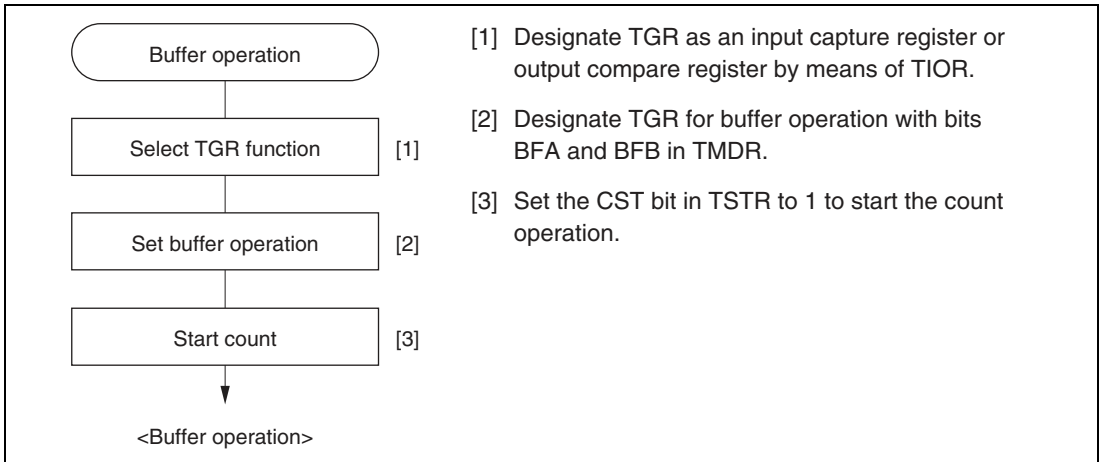 Buffer operation
Select TGR function
[1]
Set buffer operation
[2]
Start count
[3]
<Buffer operation>
[1] Designate TGR as an input capture register or
output compare register by means of TIOR.
[2] Designate TGR for buffer operation with bits
BFA and BFB in TMDR.
[3] Set the CST bit in TSTR to 1 to start the count
operation.